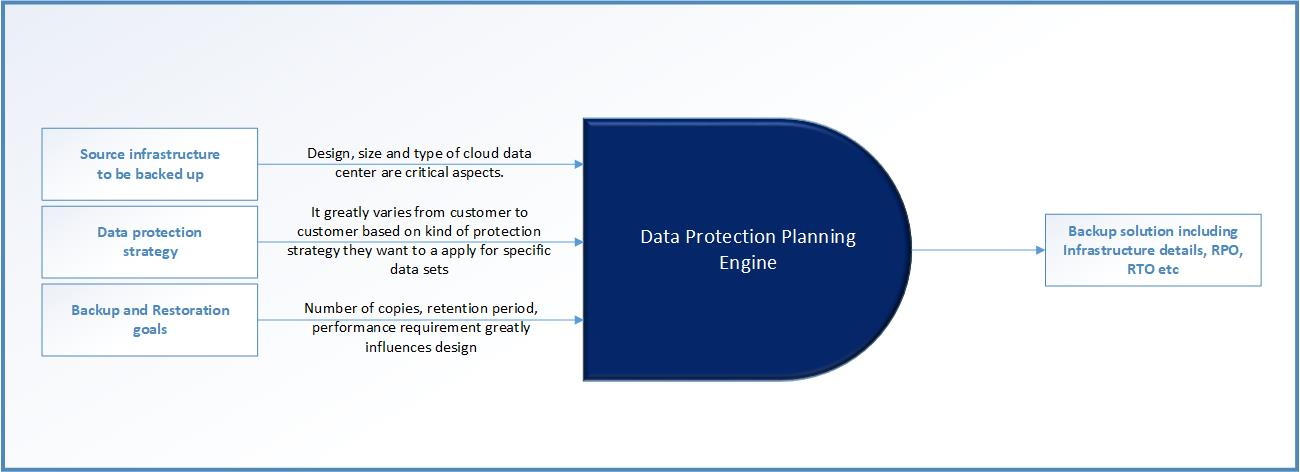 Source infrastructure
to be backed up
Design, size and type of cloud data
center are critical aspects.
Data protection
strategy
It greatly varies from customer to
customer based on kind of protection
strategy they want to a apply for specific
data sets
Backup and Restoration
goals
Number of copies, retention period,
performance requirement greatly
influences design
Data Protection Planning
Engine
Backup solution including
Infrastructure details, RPO,
RTO etc